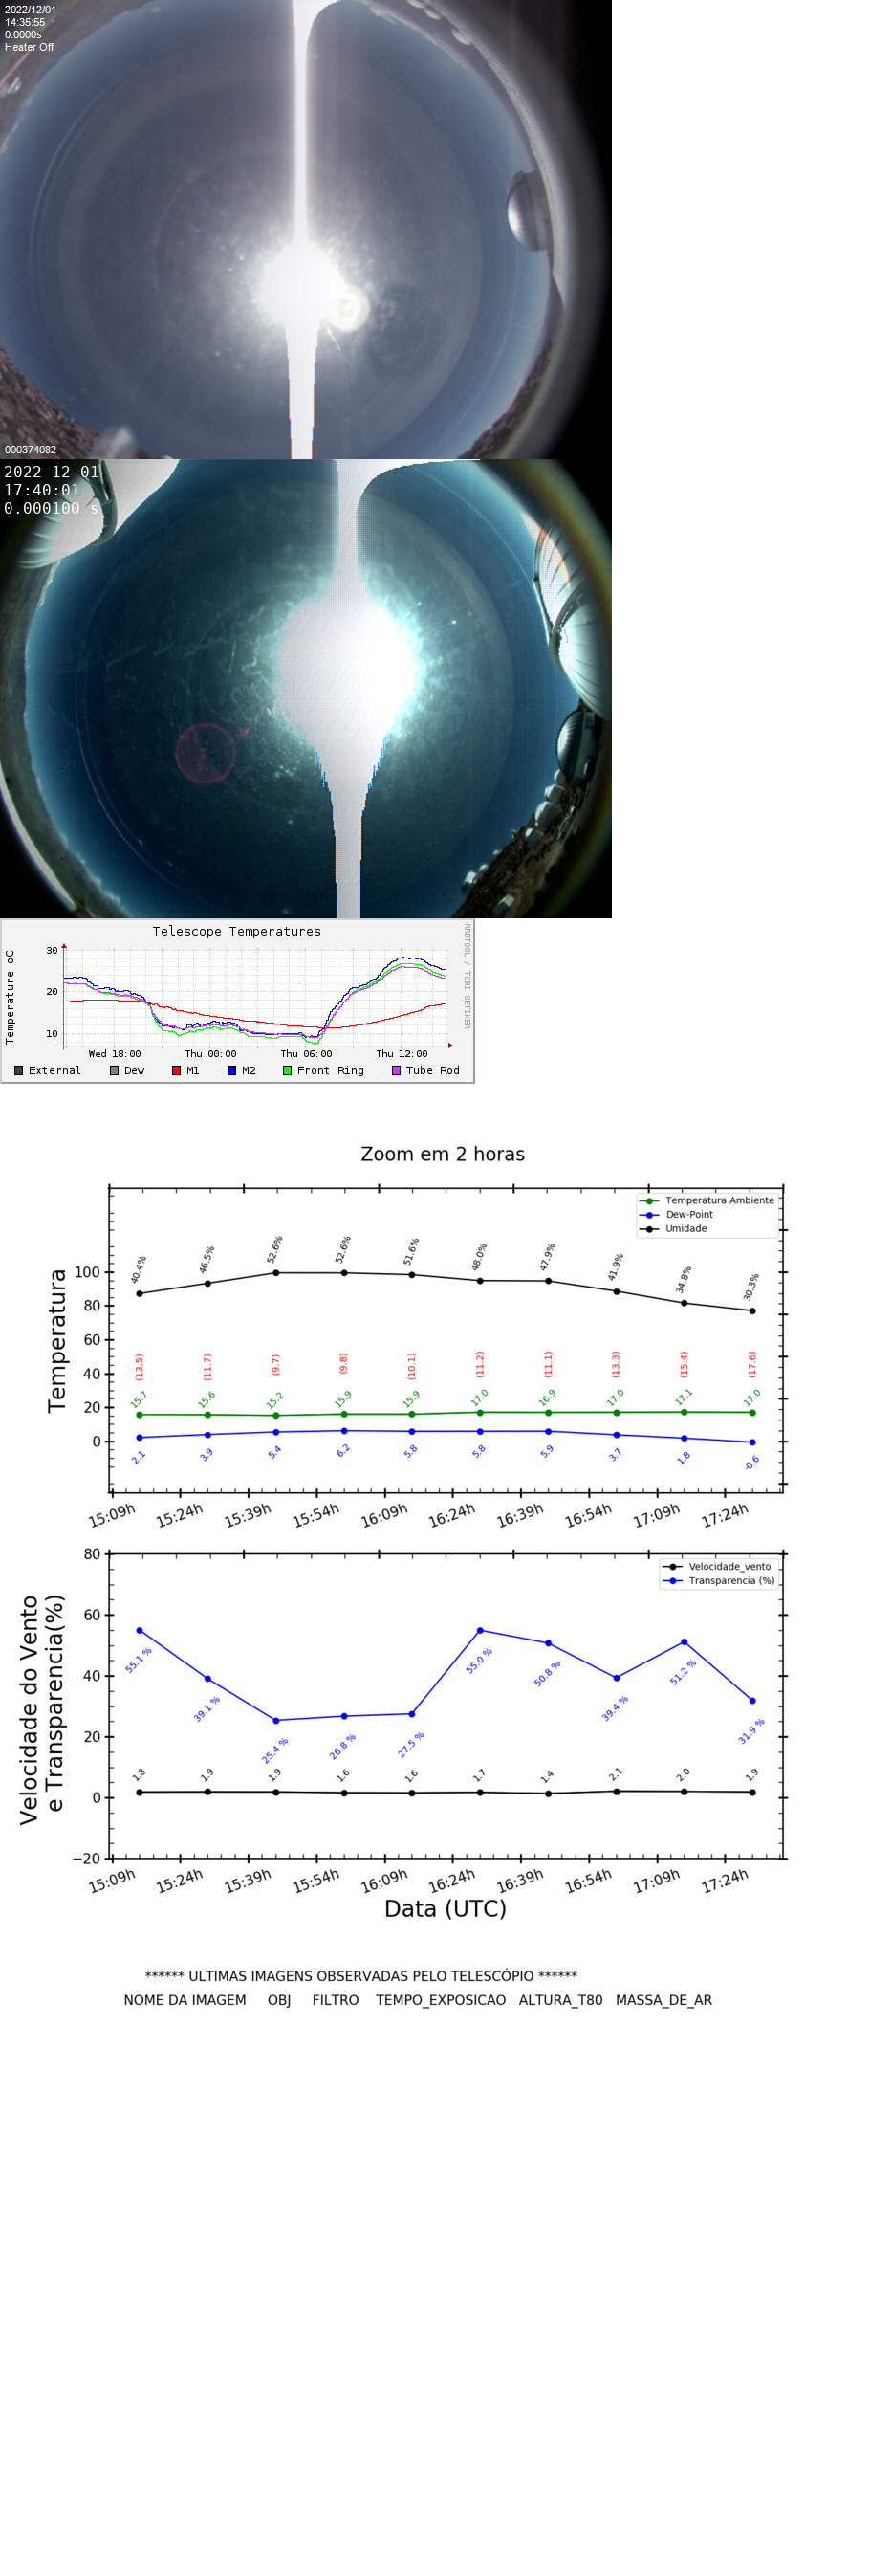 2022/12/01
14:35:55
0.0000s
Heater Off
000374082
2022-12-01
17:40:01
0.000100 s
Telescope Temperatures
RRDTOOL / TOBI OETIKER
Temperature oC
30
20
10
Wed 18:00 Thu 00:00 Thu 06:00 Thu 12:00
External Dew M1 M2 Front Ring Tube Rod
Zoom em 2 horas
Temperatura Ambiente
Dew-Point
Umidade
Temperatura
100
80
60
40
20
0
40.4% 46.5% 52.6% 52.6% 51.6% 48.0% 47.9% 41.9% 34.8% 30.3%
(13.5) (11.7) (9.7) (9.8) (10.1) (11.2) (11.1) (13.3) (15.4) (17.6)
15.7 15.6 15.2 15.9 15.9 17.0 16.9 17.0 17.1 17.0
2.1 3.9 5.4 6.2 5.8 5.8 5.9 3.7 1.8 -0.6
15:09h 15:24h 15:39h 15:54h 16:09h 16:24h 16:39h 16:54h 17:09h 17:24h
Velocidade_vento
Transparencia (%)
Velocidade do Vento
e Transparencia(%)
80
60
40
20
0
−20
55.1 % 39.1 % 25.4 % 26.8 % 27.5 % 55.0 % 50.8 % 39.4 % 51.2 % 31.9 %
1.8 1.9 1.9 1.6 1.6 1.7 1.4 2.1 2.0 1.9
15:09h 15:24h 15:39h 15:54h 16:09h 16:24h 16:39h 16:54h 17:09h 17:24h
Data (UTC)
****** ULTIMAS IMAGENS OBSERVADAS PELO TELESCÓPIO ******
NOME DA IMAGEM OBJ FILTRO TEMPO_EXPOSICAO ALTURA_T80 MASSA_DE_AR